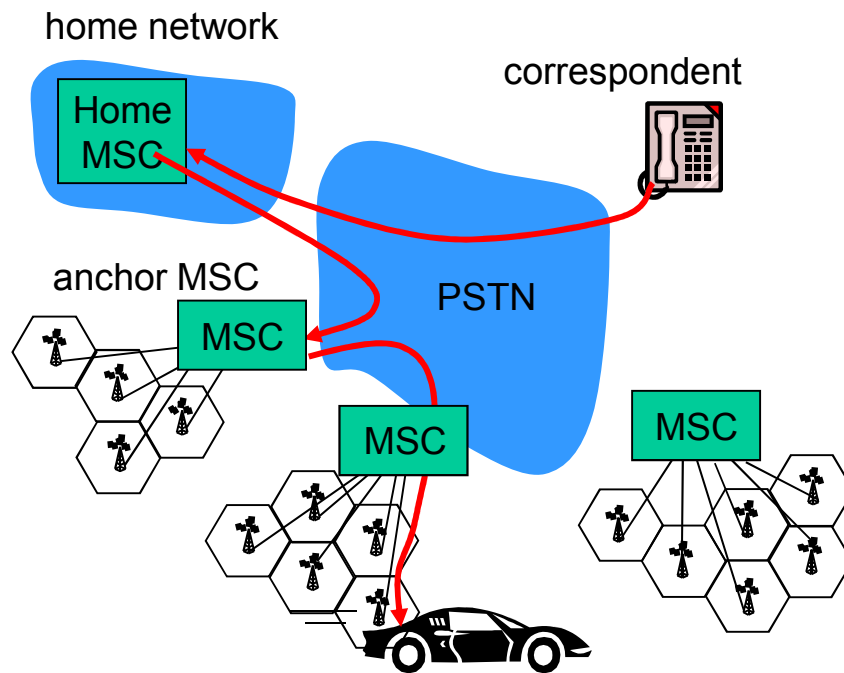 home network
correspondent
Home
MSC
anchor MSC
PSTN
MSC
MSC
MSC